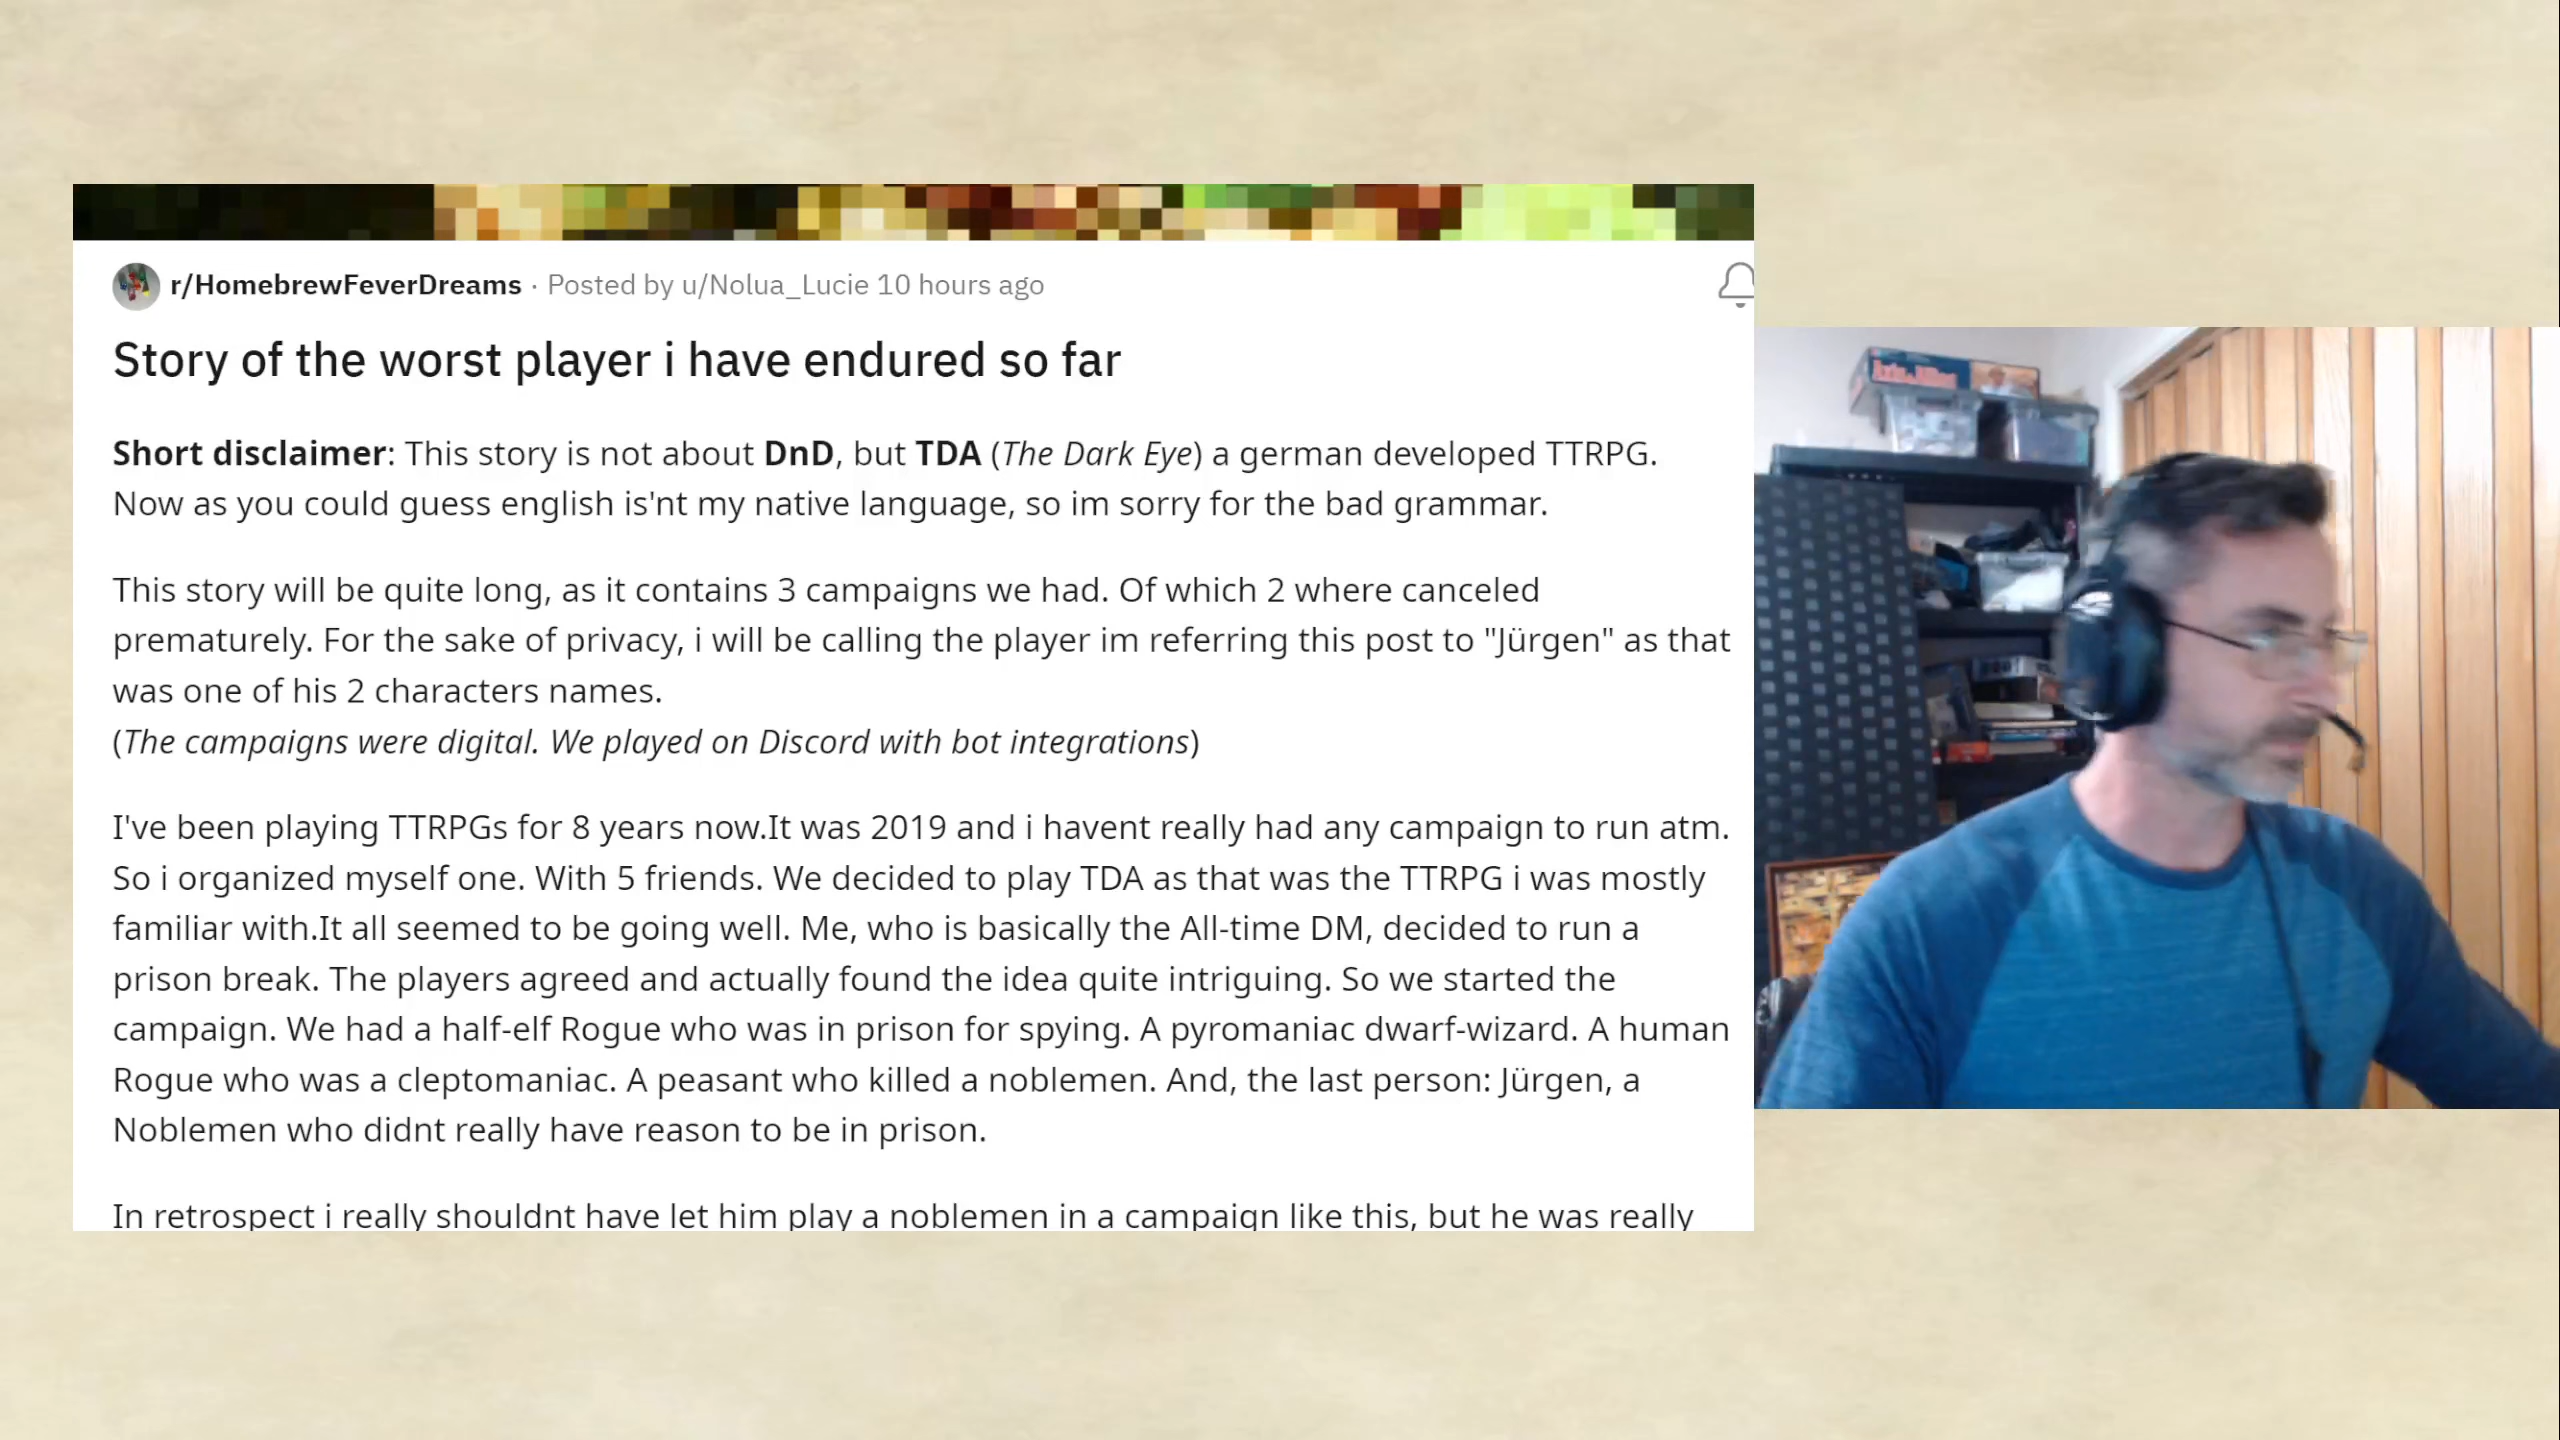 r/HomebrewFeverDreams · Posted by u/Nolua_Lucie 10 hours ago
Story of the worst player i have endured so far
Short disclaimer: This story is not about DnD, but TDA (The Dark Eye) a german developed TTRPG.
Now as you could guess english is'nt my native language, so im sorry for the bad grammar.
This story will be quite long, as it contains 3 campaigns we had. Of which 2 where canceled
prematurely. For the sake of privacy, i will be calling the player im referring this post to "Jürgen" as that
was one of his 2 characters names.
(The campaigns were digital. We played on Discord with bot integrations)
I've been playing TTRPGs for 8 years now.It was 2019 and i havent really had any campaign to run atm.
So i organized myself one. With 5 friends. We decided to play TDA as that was the TTRPG i was mostly
familiar with.It all seemed to be going well. Me, who is basically the All-time DM, decided to run a
prison break. The players agreed and actually found the idea quite intriguing. So we started the
campaign. We had a half-elf Rogue who was in prison for spying. A pyromaniac dwarf-wizard. A human
Rogue who was a cleptomaniac. A peasant who killed a noblemen. And, the last person: Jürgen, a
Noblemen who didnt really have reason to be in prison.
In retrospect i really shouldnt have let him play a noblemen in a campaign like this, but he was really